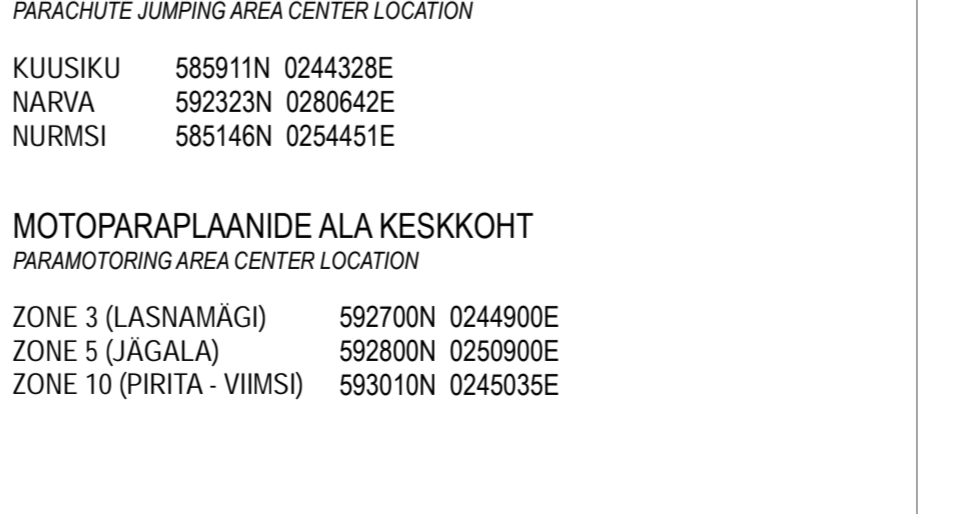 PARACHUTE JUMPING AREA CENTER LOCATION
KUUSIKU 585911N 0244328E
NARVA 592323N 0280642E
NURMSI 585146N 0254451E
MOTOPARAPLAANIDE ALA KESKKOHT
PARAMOTORING AREA CENTER LOCATION
ZONE 3 (LASNAMÄGI) 592700N 0244900E
ZONE 5 (JÄGALA) 592800N 0250900E
ZONE 10 (PIRITA - VIIMSI) 593010N 0245035E